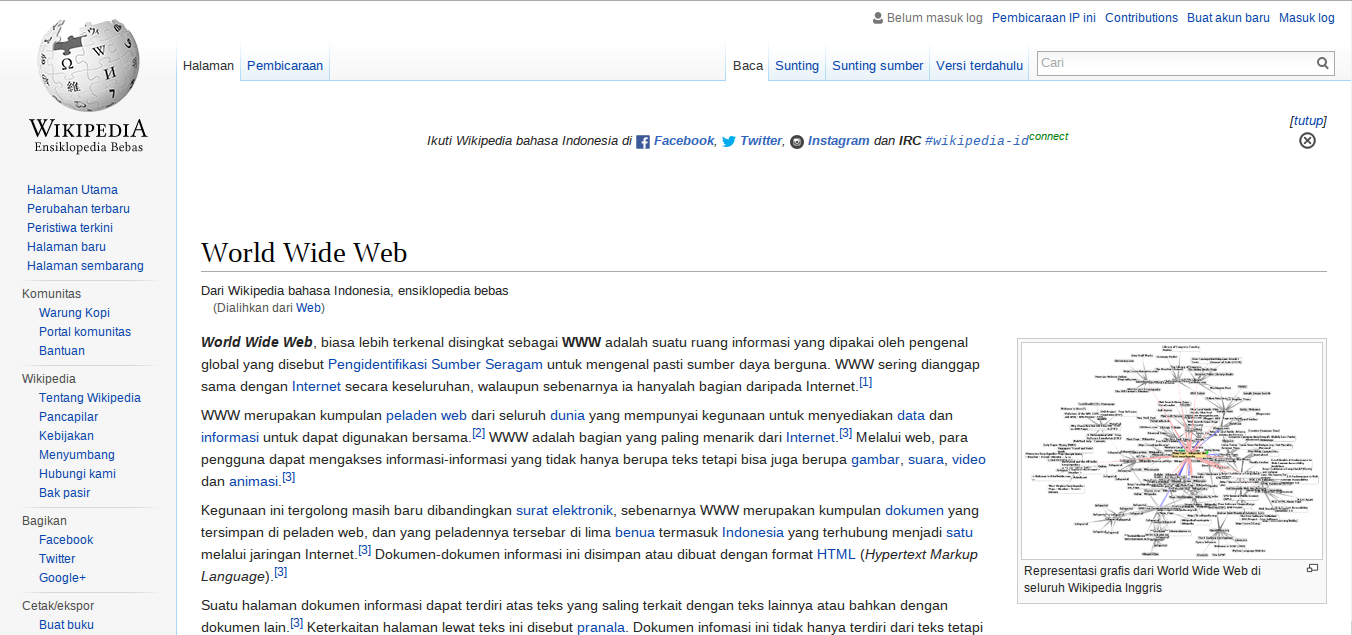 Belum masuk log Pembicaraan IP ini Contributions Buat akun baru Masuk log
Halaman Pembicaraan Baca Sunting Sunting sumber Versi terdahulu Cari
WIKIPEDIA
Ensiklopedia Bebas
[tutup]
Ikuti Wikipedia bahasa Indonesia di Facebook, Twitter, Instagram dan IRC #wikipedia-id connect
Halaman Utama
Perubahan terbaru
Peristiwa terkini
Halaman baru
Halaman sembarang
Komunitas
Warung Kopi
Portal komunitas
Bantuan
Wikipedia
Tentang Wikipedia
Pancapilar
Kebijakan
Menyumbang
Hubungi kami
Bak pasir
Bagikan
Facebook
Twitter
Google+
Cetak/ekspor
Buat buku
World Wide Web
Dari Wikipedia bahasa Indonesia, ensiklopedia bebas
(Dialihkan dari Web)
World Wide Web, biasa lebih terkenal disingkat sebagai WWW adalah suatu ruang informasi yang dipakai oleh pengenal
global yang disebut Pengidentifikasi Sumber Seragam untuk mengenal pasti sumber daya berguna. WWW sering dianggap
sama dengan Internet secara keseluruhan, walaupun sebenarnya ia hanyalah bagian daripada Internet.[1]
WWW merupakan kumpulan peladen web dari seluruh dunia yang mempunyai kegunaan untuk menyediakan data dan
informasi untuk dapat digunakan bersama.[2] WWW adalah bagian yang paling menarik dari Internet.[3] Melalui web, para
pengguna dapat mengakses informasi-informasi yang tidak hanya berupa teks tetapi bisa juga berupa gambar, suara, video
dan animasi.[3]
Kegunaan ini tergolong masih baru dibandingkan surat elektronik, sebenarnya WWW merupakan kumpulan dokumen yang
tersimpan di peladen web, dan yang peladennya tersebar di lima benua termasuk Indonesia yang terhubung menjadi satu
melalui jaringan Internet.[3] Dokumen-dokumen informasi ini disimpan atau dibuat dengan format HTML (Hypertext Markup
Language).[3]
Suatu halaman dokumen informasi dapat terdiri atas teks yang saling terkait dengan teks lainnya atau bahkan dengan
dokumen lain.[3] Keterkaitan halaman lewat teks ini disebut pranala. Dokumen infomasi ini tidak hanya terdiri dari teks tetapi
Representasi grafis dari World Wide Web di
seluruh Wikipedia Inggris